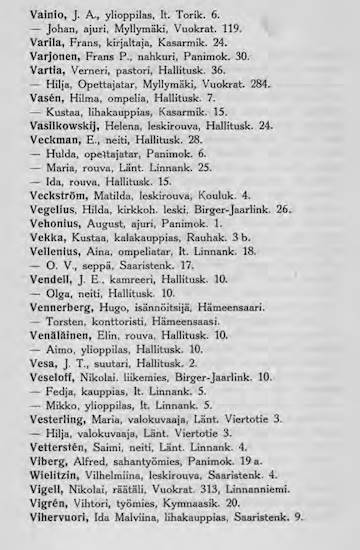 Vainio, J. A., ylioppilas, It. Torik. 6.
— Johan, ajuri, Myllymäki, Vuokrat. 119.
Varila, Frans, kirjaltaja, Kasarmik. 24.
Varjonen, Frans P., nahkuri, Panimok. 30.
Vartia, Verneri, pastori, Hallitusk. 36.
— Hilja, Opettajatar, Myllymäki, Vuokrat. 284.
Vasén, Hilma, ompelia, Hallitusk. 7.
— Kustaa, lihakauppias, Kasarmik. 15.
Vasilkowskij, Helena, leskirouva, Hallitusk. 24.
Veckman, E., neiti, Hallitusk. 28.
— Hulda, opettajatar, Panimok. 6.
— Maria, rouva, Länt. Linnank. 25.
— Ida, rouva, Hallitusk. 15.
Veckström, Matilda, leskirouva, Kouluk. 4.
Vegelius, Hilda, kirkkoh. leski, Birger-Jaarlink. 26.
Vehonius, August, ajuri, Panimok. 1.
Vekka, Kustaa, kalakauppias, Rauhak. 3 b.
Vellenius, Aina, ompeliatar, It. Linnank. 18.
— O. V., seppä, Saaristenk. 17.
Vendell, J. E., kamreeri, Hallitusk. 10.
— Olga, neiti, Hallitusk. 10.
Vennerberg, Hugo, isännöitsijä, Hämeensaari.
— Torsten, konttoristi, Hämeensaasi.
Venäläinen, Elin, rouva, Hallitusk. 10.
— Aimo, ylioppilas, Hallitusk. 10.
Vesa, J. T., suutari, Hallitusk. 2.
Veseloff, Nikolai, liikemies, Birger-Jaarlink. 10.
— Fedja, kauppias, It. Linnank. 5.
— Mikko, ylioppilas, It. Linnank. 5.
Vesterling, Maria, valokuvaaja, Länt. Viertotie 3.
— Hilja, valokuvaaja, Länt. Viertotie 3.
Vetterstén, Saimi, neiti, Länt. Linnank. 4.
Viberg, Alfred, sahantyömies, Panimok. 19 a.
Wielitzin, Vilhelmiina, leskirouva, Saaristenk. 4.
Vigell, Nikolai, räätäli, Vuokrat. 313, Linnanniemi.
Vigrén, Vihtori, työmies, Kymnaasik. 20.
Vihervuori, Ida Malviina, lihakauppias, Saaristenk. 9.